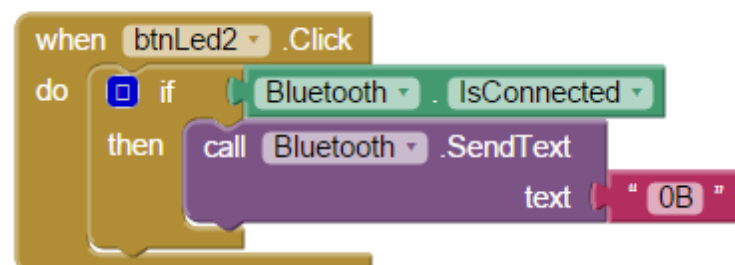 when btnLed2 .Click
do if Bluetooth . IsConnected
then call Bluetooth .SendText
text " 0B "